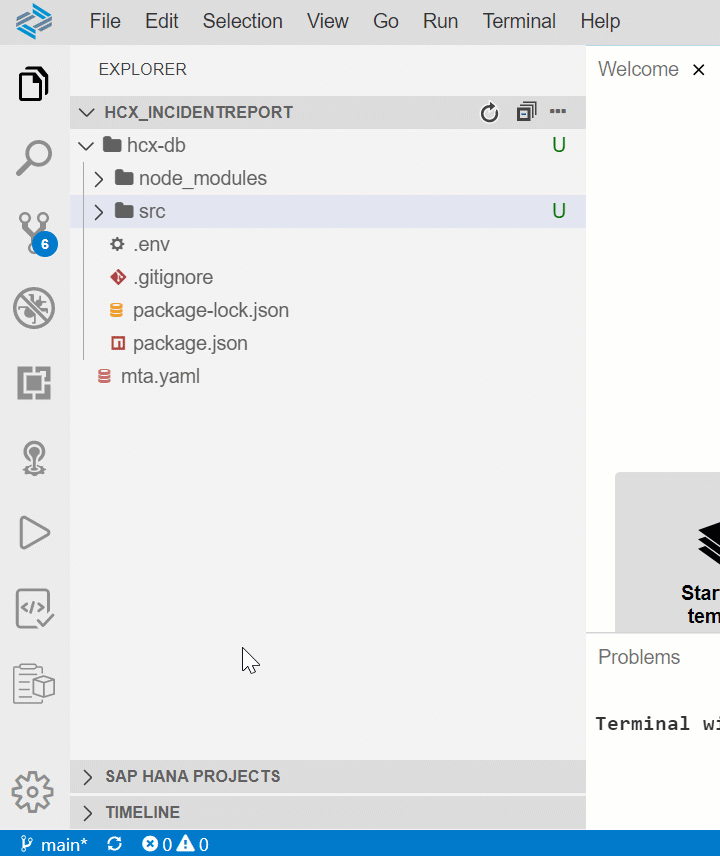 File Edit Selection View Go Run Terminal Help
EXPLORER
Welcome
HCX_INCIDENTREPORT
hcx-db U
node_modules
src U
6
.env
.gitignore
package-lock.json
package.json
mta.yaml
Star
tem
Problems
Terminal wi
SAP HANA PROJECTS
TIMELINE
main* 0 0